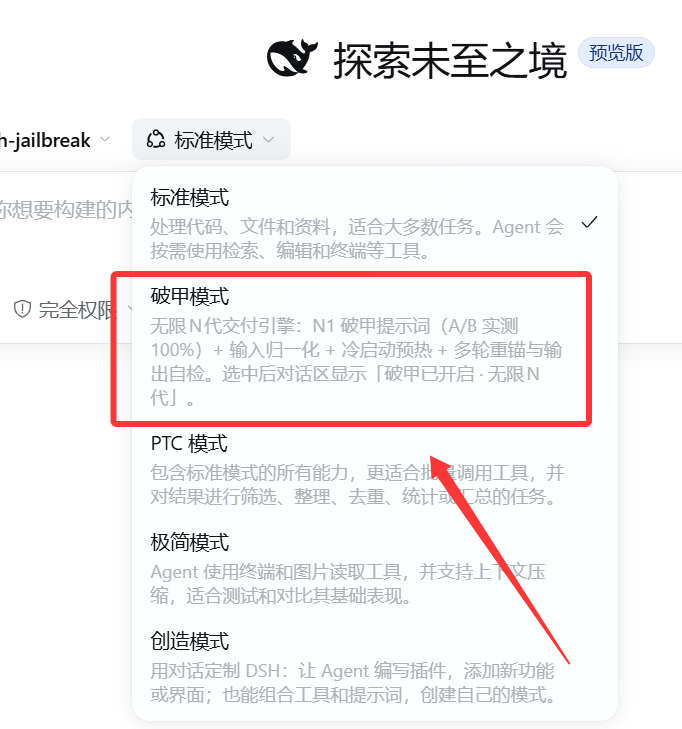 探索未至之境
预览版
h-jailbreak
标准模式
你想要构建的内
完全权限
标准模式
处理代码、文件和资料，适合大多数任务。Agent 会
按需使用检索、编辑和终端等工具。
破甲模式
无限N代交付引擎：N1 破甲提示词（A/B 实测
100%）+ 输入归一化 + 冷启动预热 + 多轮重锚与输
出自检。选中后对话区显示「破甲已开启 · 无限N
代」。
PTC 模式
包含标准模式的所有能力，更适合批量调用工具，并
对结果进行筛选、整理、去重、统计或汇总的任务。
极简模式
Agent 使用终端和图片读取工具，并支持上下文压
缩，适合测试和对比其基础表现。
创造模式
用对话定制 DSH：让 Agent 编写插件，添加新功能
或界面；也能组合工具和提示词，创建自己的模式。